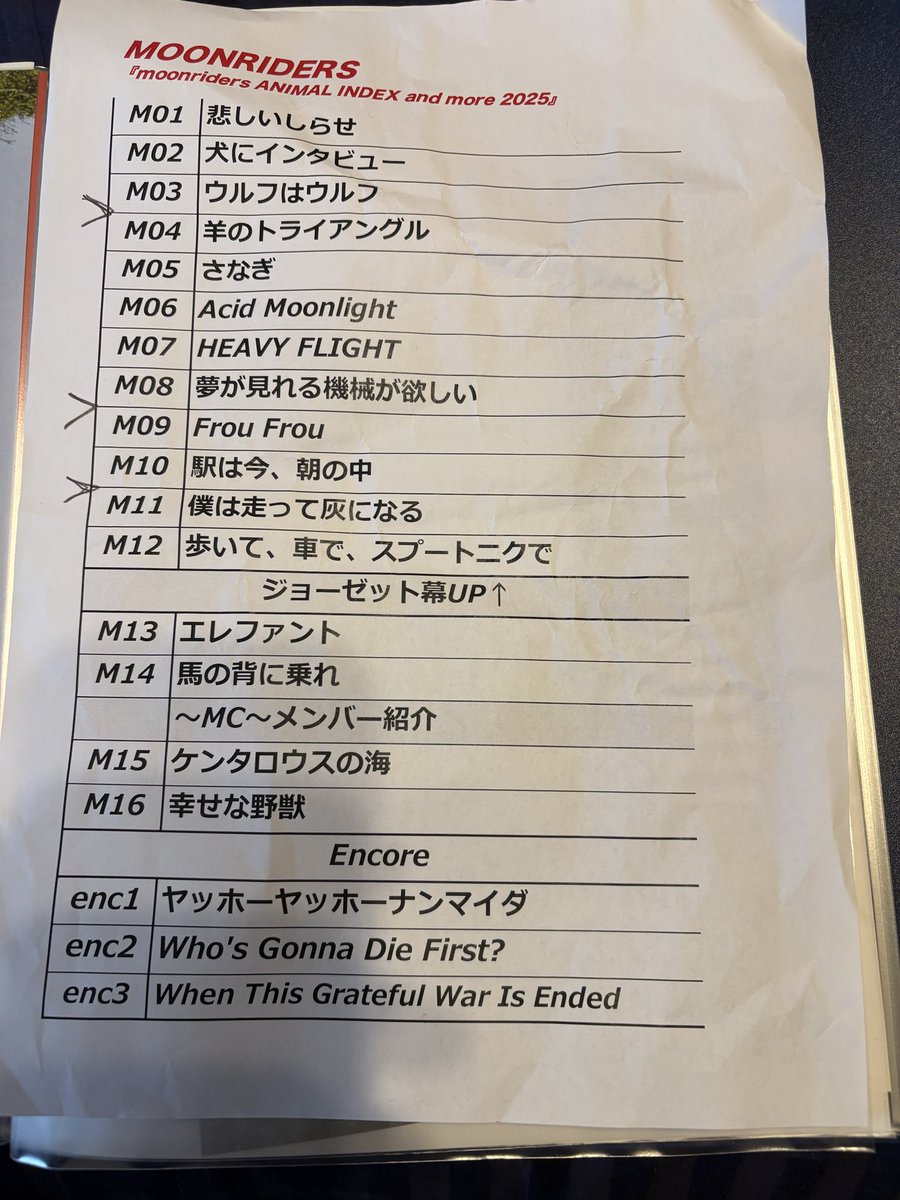 MOONRIDERS
『moonriders ANIMAL INDEX and more 2025』
M01 悲しいしらせ
M02 犬にインタビュー
M03 ウルフはウルフ
M04 羊のトライアングル
M05 さなぎ
M06 Acid Moonlight
M07 HEAVY FLIGHT
M08 夢が見れる機械が欲しい
M09 Frou Frou
M10 駅は今、朝の中
M11 僕は走って灰になる
M12 歩いて、車で、スプートニクで
ジョーゼット幕UP↑
M13 エレファント
M14 馬の背に乗れ
～MC～メンバー紹介
M15 ケンタロウスの海
M16 幸せな野獣
Encore
enc1 ヤッホーヤッホーナンマイダ
enc2 Who's Gonna Die First?
enc3 When This Grateful War Is Ended